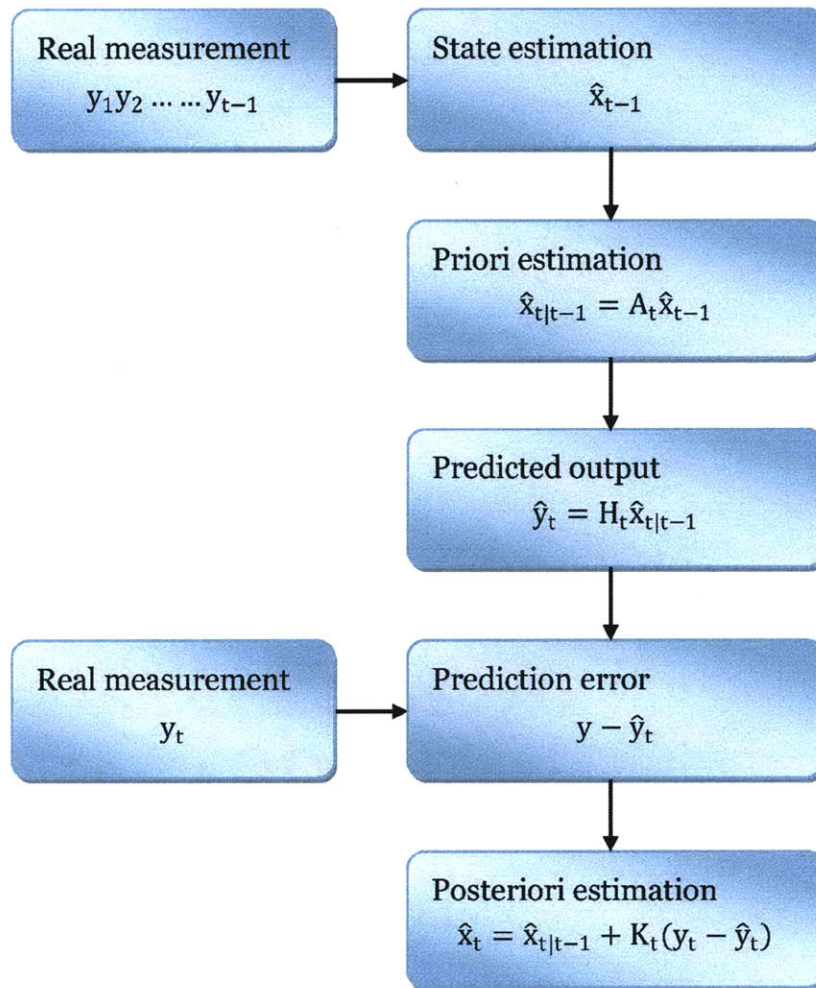 Real measurement
y₁y₂ … … yₜ₋₁
State estimation
x̂ₜ₋₁
Priori estimation
x̂ₜ|ₜ₋₁ = Aₜx̂ₜ₋₁
Predicted output
ŷₜ = Hₜx̂ₜ|ₜ₋₁
Real measurement
yₜ
Prediction error
y − ŷₜ
Posteriori estimation
x̂ₜ = x̂ₜ|ₜ₋₁ + Kₜ(yₜ − ŷₜ)